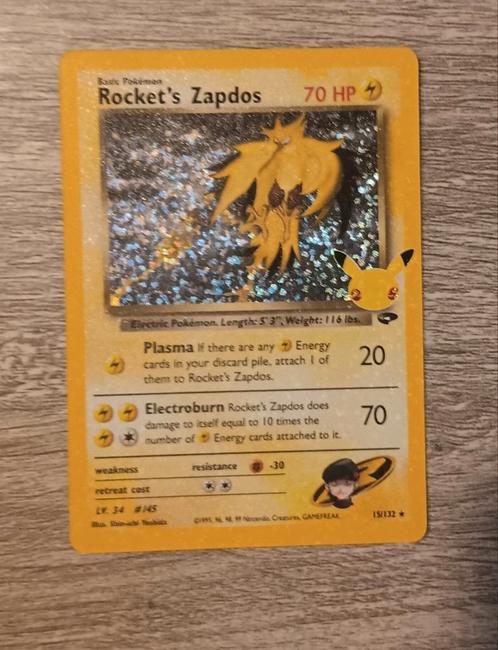 Basic Pokémon
Rocket's Zapdos 70 HP
Electric Pokémon. Length: 5' 3", Weight: 116 lbs.
Plasma If there are any Energy
cards in your discard pile, attach 1 of
them to Rocket's Zapdos.
20
Electroburn Rocket's Zapdos does
damage to itself equal to 10 times the
number of Energy cards attached to it.
70
weakness resistance -30
retreat cost
LV. 34 #145
Illus. Shin-ichi Yoshida
©1995, 96, 98, 99 Nintendo, Creatures, GAMEFREAK.
15/132